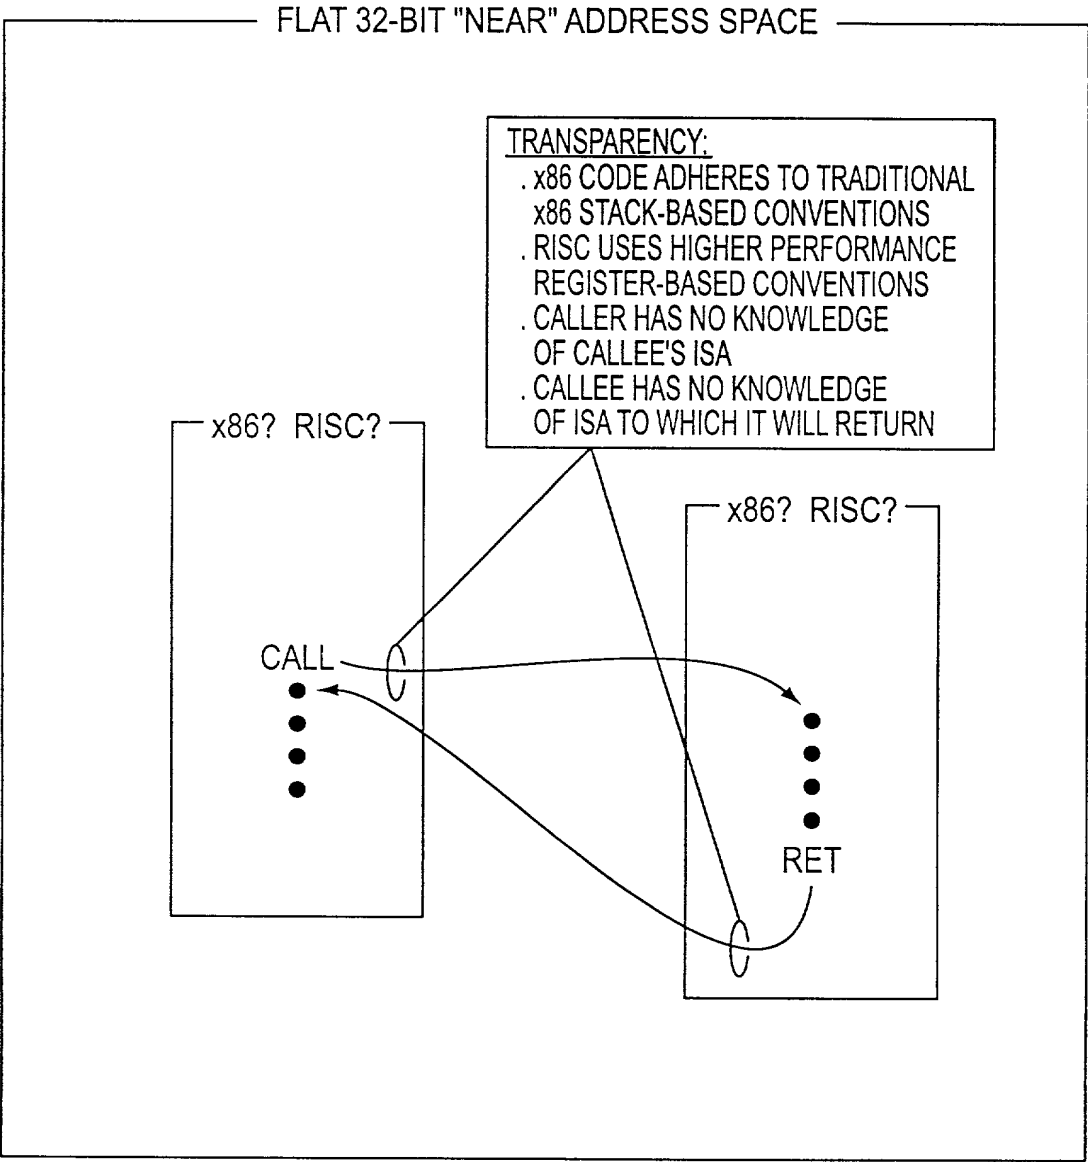 FLAT 32-BIT "NEAR" ADDRESS SPACE
TRANSPARENCY:
. x86 CODE ADHERES TO TRADITIONAL
x86 STACK-BASED CONVENTIONS
. RISC USES HIGHER PERFORMANCE
REGISTER-BASED CONVENTIONS
. CALLER HAS NO KNOWLEDGE
OF CALLEE'S ISA
. CALLEE HAS NO KNOWLEDGE
OF ISA TO WHICH IT WILL RETURN
x86? RISC?
x86? RISC?
CALL
RET